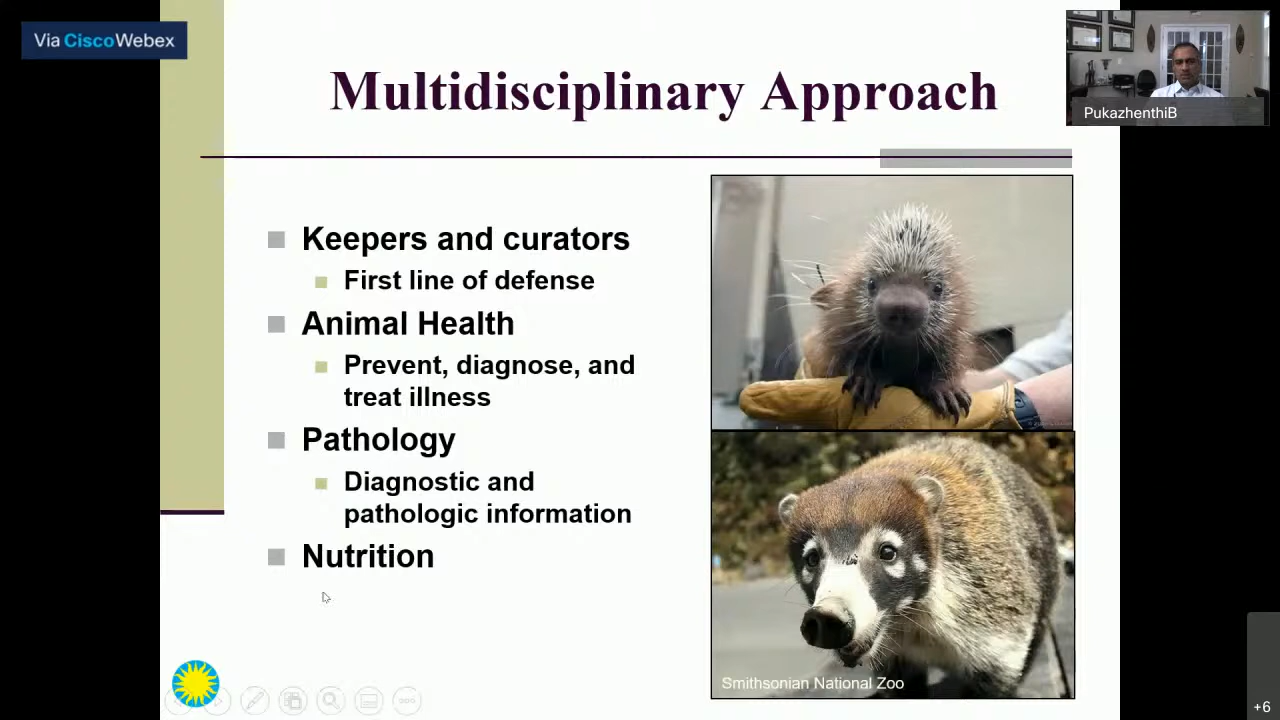 Via CiscoWebex
Multidisciplinary Approach
PukazhenthiB
Keepers and curators
First line of defense
Animal Health
Prevent, diagnose, and
treat illness
Pathology
Diagnostic and
pathologic information
Nutrition
Smithsonian National Zoo
+6